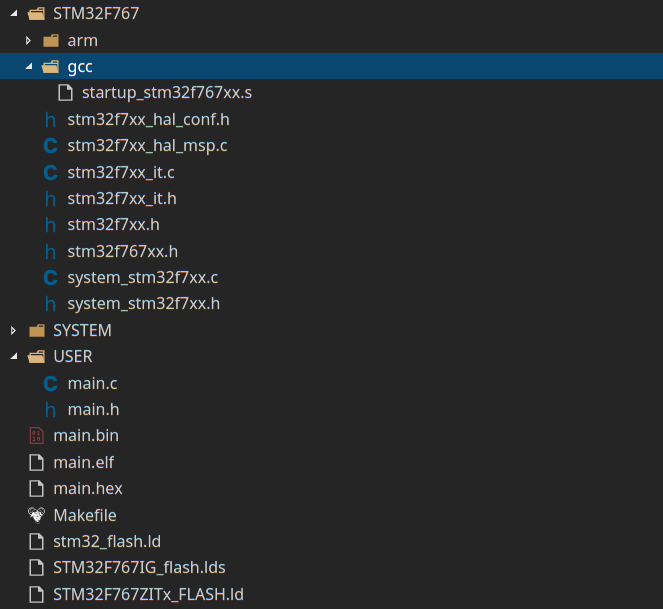 STM32F767
arm
gcc
startup_stm32f767xx.s
stm32f7xx_hal_conf.h
stm32f7xx_hal_msp.c
stm32f7xx_it.c
stm32f7xx_it.h
stm32f7xx.h
stm32f767xx.h
system_stm32f7xx.c
system_stm32f7xx.h
SYSTEM
USER
main.c
main.h
main.bin
main.elf
main.hex
Makefile
stm32_flash.ld
STM32F767IG_flash.lds
STM32F767ZITx_FLASH.ld